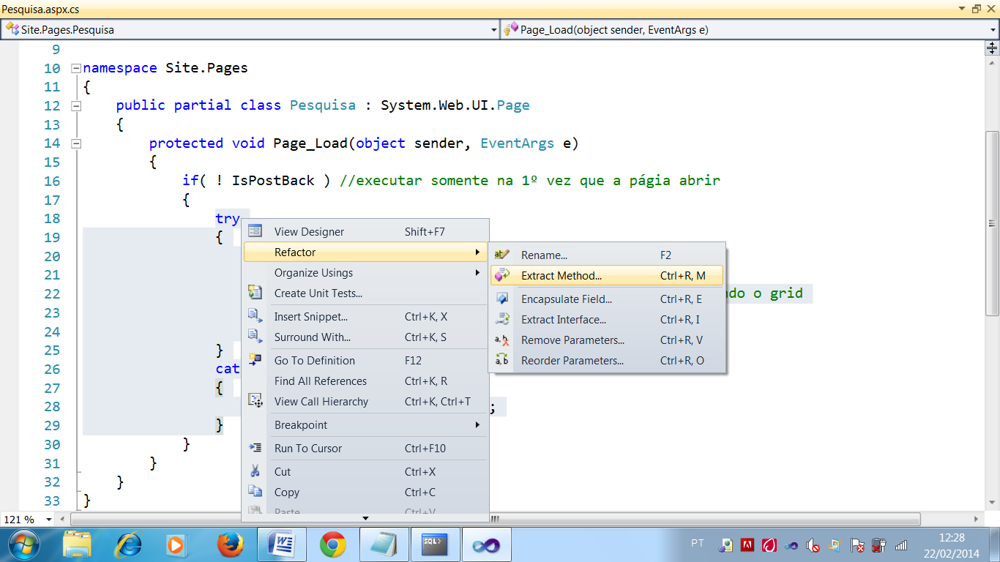 Pesquisa.aspx.cs
Site.Pages.Pesquisa
Page_Load(object sender, EventArgs e)
9
10 namespace Site.Pages
11 {
12 public partial class Pesquisa : System.Web.UI.Page
13 {
14 protected void Page_Load(object sender, EventArgs e)
15 {
16 if( ! IsPostBack ) //executar somente na 1º vez que a págia abrir
17 {
18 try
19 {
20
21
22 do o grid
23
24
25 }
26 cat
27 {
28 ;
29 }
30 }
31 }
32 }
33 }
View Designer Shift+F7
Refactor
Organize Usings
Create Unit Tests...
Insert Snippet... Ctrl+K, X
Surround With... Ctrl+K, S
Go To Definition F12
Find All References Ctrl+K, R
View Call Hierarchy Ctrl+K, Ctrl+T
Breakpoint
Run To Cursor Ctrl+F10
Cut Ctrl+X
Copy Ctrl+C
Paste Ctrl+V
Rename... F2
Extract Method... Ctrl+R, M
Encapsulate Field... Ctrl+R, E
Extract Interface... Ctrl+R, I
Remove Parameters... Ctrl+R, V
Reorder Parameters... Ctrl+R, O
121 %
SQL>
PT
12:28
22/02/2014